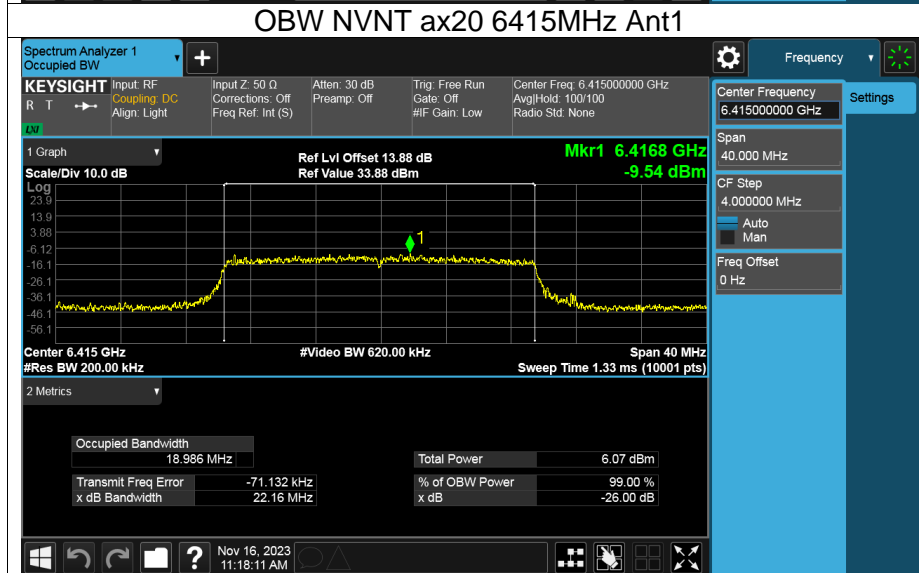 OBW NVNT ax20 6415MHz Ant1
Spectrum Analyzer 1
Occupied BW
+
Frequency
KEYSIGHT
R T
LXI
Input: RF
Coupling: DC
Align: Light
Input Z: 50 Ω
Corrections: Off
Freq Ref: Int (S)
Atten: 30 dB
Preamp: Off
Trig: Free Run
Gate: Off
#IF Gain: Low
Center Freq: 6.415000000 GHz
Avg|Hold: 100/100
Radio Std: None
Center Frequency
6.415000000 GHz
Settings
Span
40.000 MHz
CF Step
4.000000 MHz
Auto
Man
Freq Offset
0 Hz
1 Graph
Ref Lvl Offset 13.88 dB
Mkr1 6.4168 GHz
Scale/Div 10.0 dB
Ref Value 33.88 dBm
-9.54 dBm
Log
23.9
13.9
3.88
-6.12
-16.1
-26.1
-36.1
-46.1
-56.1
1
Center 6.415 GHz
#Video BW 620.00 kHz
Span 40 MHz
#Res BW 200.00 kHz
Sweep Time 1.33 ms (10001 pts)
2 Metrics
Occupied Bandwidth
18.986 MHz
Total Power 6.07 dBm
Transmit Freq Error -71.132 kHz
% of OBW Power 99.00 %
x dB Bandwidth 22.16 MHz
x dB -26.00 dB
?
Nov 16, 2023
11:18:11 AM